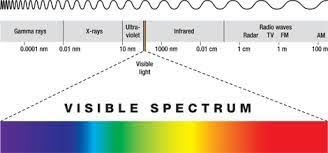 Gamma rays X-rays Ultra-violet Infrared Radio waves
Radar TV FM AM
0.0001 nm 0.01 nm 10 nm 1000 nm 0.01 cm 1 cm 1 m 100 m
Visible
light
VISIBLE SPECTRUM